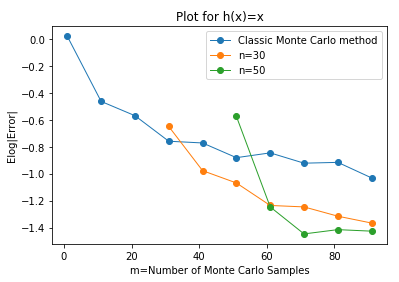 Plot for h(x)=x
Classic Monte Carlo method
n=30
n=50
Elog|Error|
0.0
−0.2
−0.4
−0.6
−0.8
−1.0
−1.2
−1.4
0
20
40
60
80
m=Number of Monte Carlo Samples